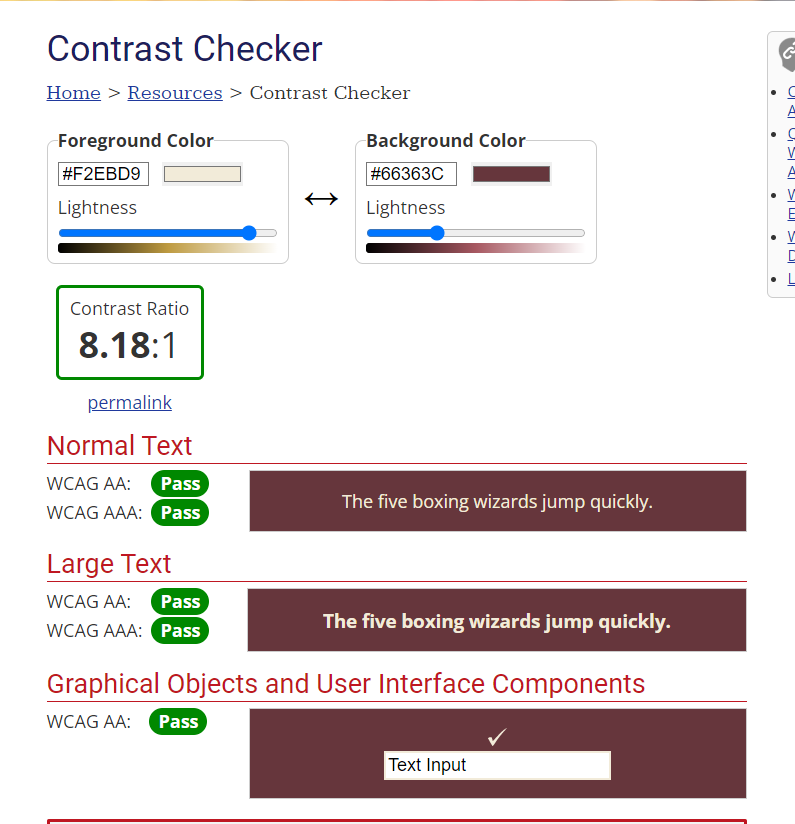 Contrast Checker
Home > Resources > Contrast Checker
Foreground Color
#F2EBD9
Lightness
Background Color
#66363C
Lightness
Contrast Ratio
8.18:1
permalink
Normal Text
WCAG AA: Pass
WCAG AAA: Pass
The five boxing wizards jump quickly.
Large Text
WCAG AA: Pass
WCAG AAA: Pass
The five boxing wizards jump quickly.
Graphical Objects and User Interface Components
WCAG AA: Pass
Text Input